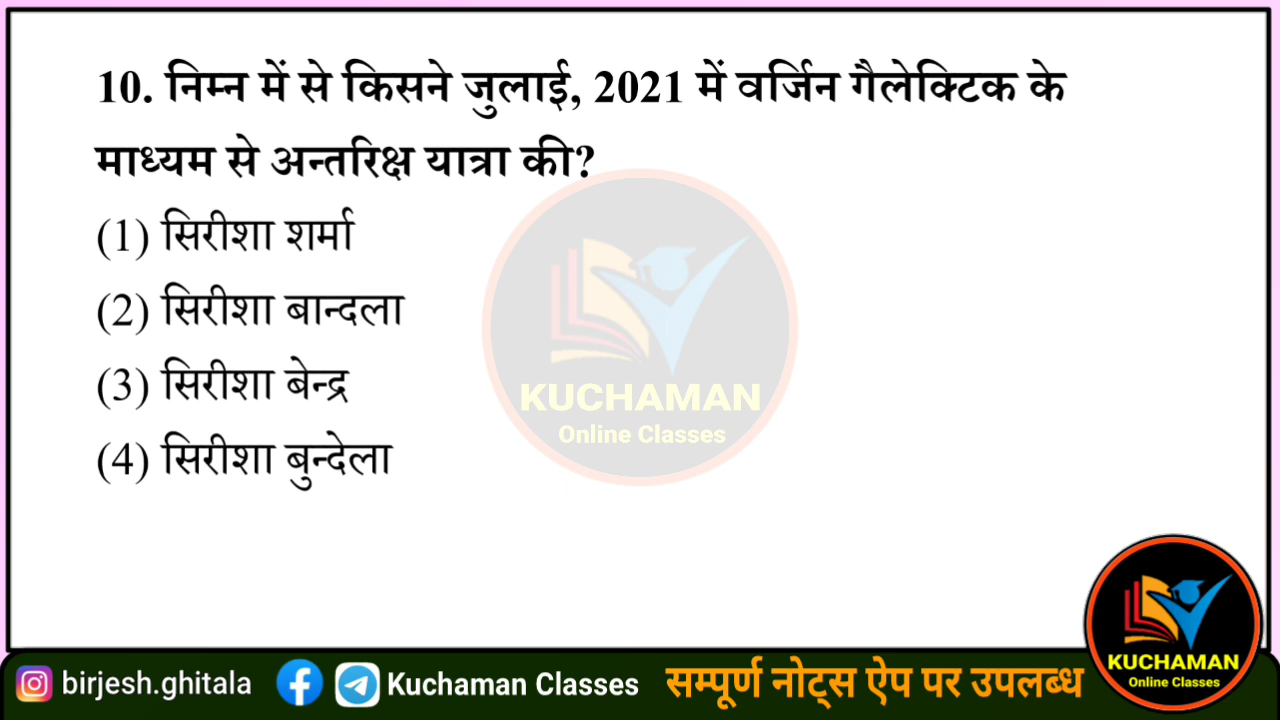 10. निम्न में से किसने जुलाई, 2021 में वर्जिन गैलेक्टिक के
माध्यम से अन्तरिक्ष यात्रा की?
(1) सिरीशा शर्मा
(2) सिरीशा बान्दला
(3) सिरीशा बेन्द्र
(4) सिरीशा बुन्देला
KUCHAMAN
Online Classes
KUCHAMAN
Online Classes
birjesh.ghitala
Kuchaman Classes
सम्पूर्ण नोट्स ऐप पर उपलब्ध